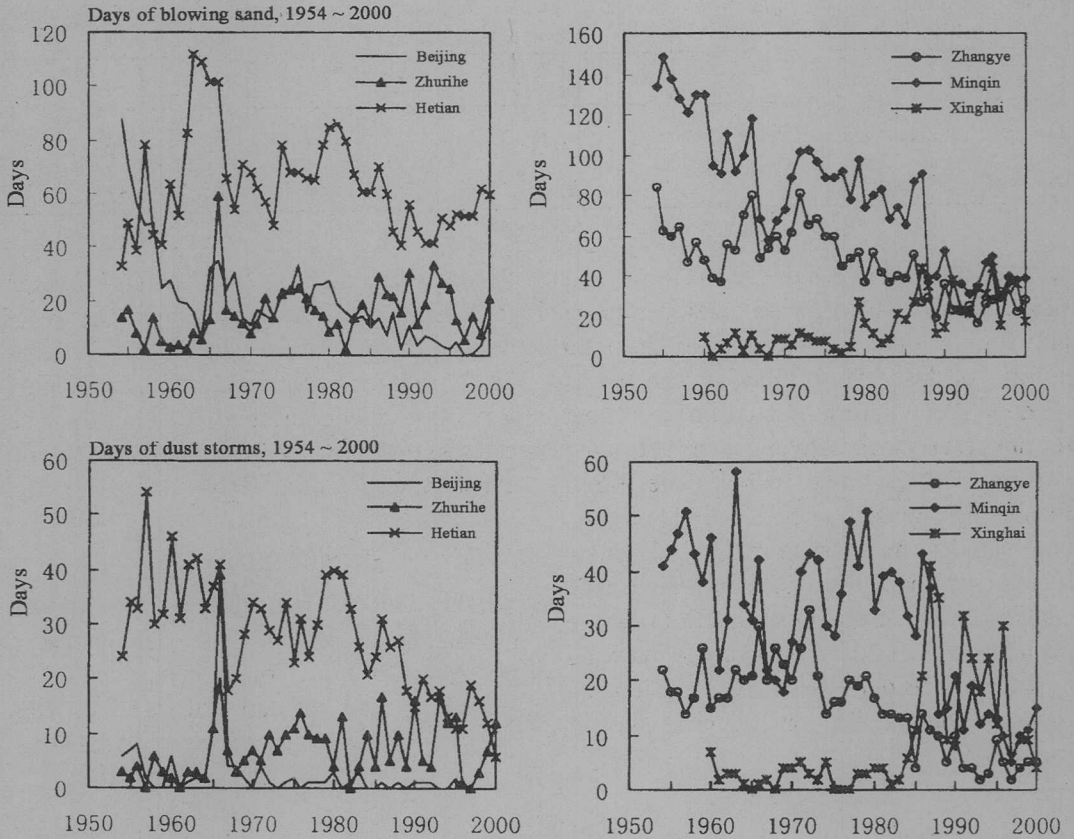 Days of blowing sand, 1954 ~ 2000
120
100
80
60
40
20
0
Days
Beijing
Zhurihe
Hetian
1950 1960 1970 1980 1990 2000
160
140
120
100
80
60
40
20
0
Days
Zhangye
Minqin
Xinghai
1950 1960 1970 1980 1990 2000
Days of dust storms, 1954 ~ 2000
60
50
40
30
20
10
0
Days
Beijing
Zhurihe
Hetian
1950 1960 1970 1980 1990 2000
60
50
40
30
20
10
0
Days
Zhangye
Minqin
Xinghai
1950 1960 1970 1980 1990 2000